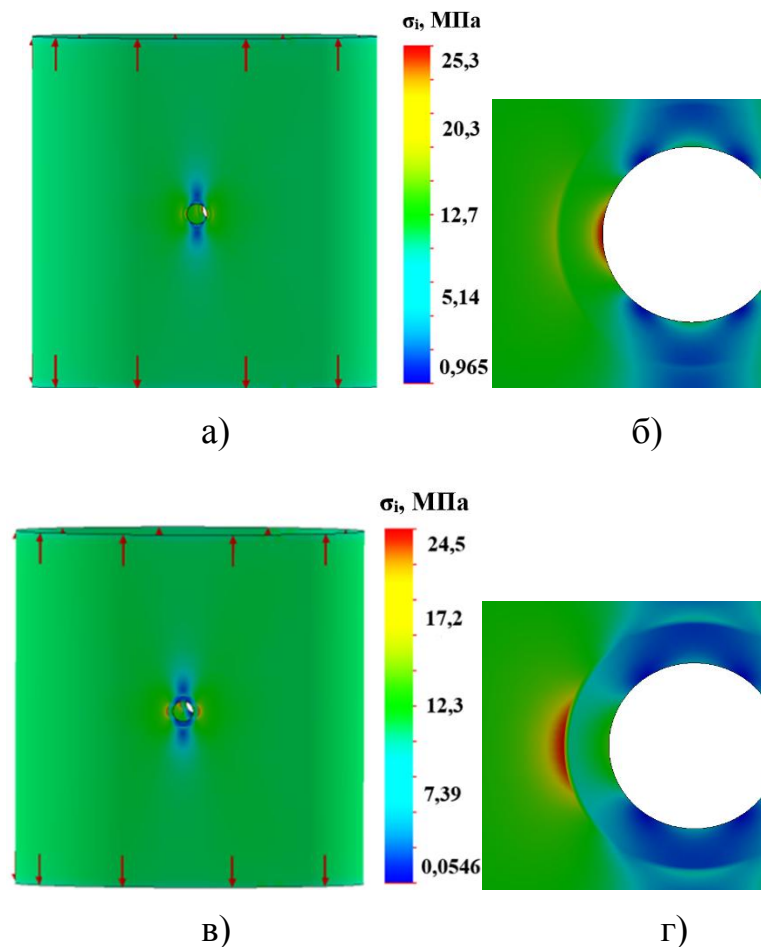 σᵢ, МПа
25,3
20,3
12,7
5,14
0,965
а)
б)
σᵢ, МПа
24,5
17,2
12,3
7,39
0,0546
в)
г)